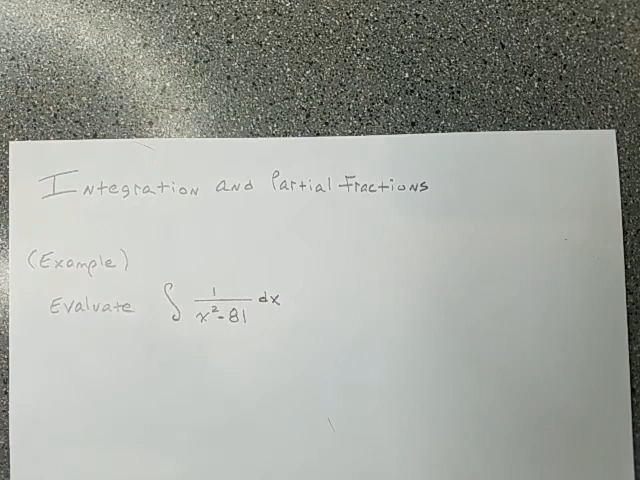 Integration and Partial Fractions
(Example)
Evaluate ∫ 1/(x²-81) dx